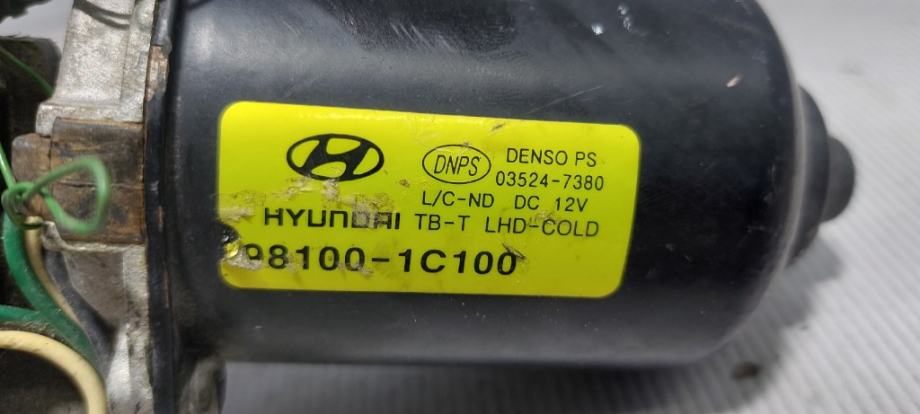 DNPS
DENSO PS
03524-7380
L/C-ND DC 12V
HYUNDAI TB-T LHD-COLD
98100-1C100